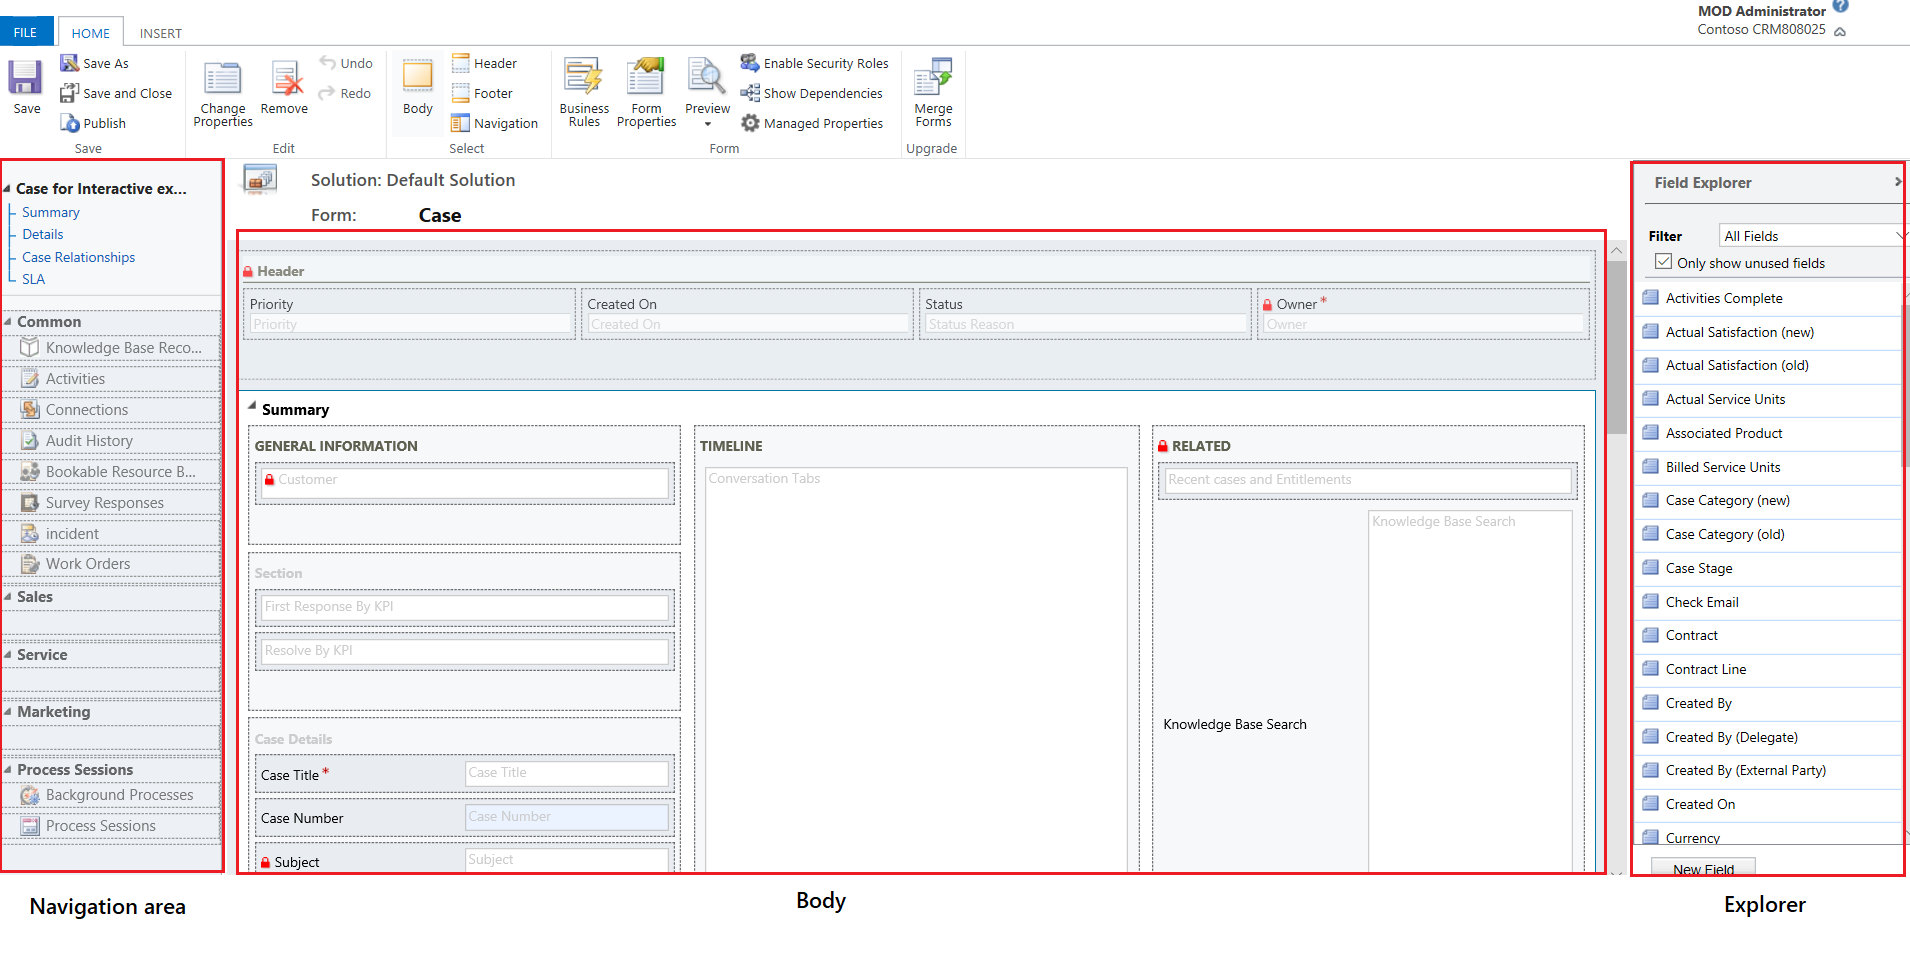 MOD Administrator
Contoso CRM808025
FILE
HOME
INSERT
Save
Save As
Save and Close
Publish
Save
Change Properties
Remove
Undo
Redo
Edit
Body
Header
Footer
Navigation
Select
Business Rules
Form Properties
Preview
Enable Security Roles
Show Dependencies
Managed Properties
Form
Merge Forms
Upgrade
Case for Interactive ex...
Summary
Details
Case Relationships
SLA
Common
Knowledge Base Reco...
Activities
Connections
Audit History
Bookable Resource B...
Survey Responses
incident
Work Orders
Sales
Service
Marketing
Process Sessions
Background Processes
Process Sessions
Navigation area
Solution: Default Solution
Form: Case
Header
Priority
Priority
Created On
Created On
Status
Status Reason
Owner *
Owner
Summary
GENERAL INFORMATION
Customer
Section
First Response By KPI
Resolve By KPI
Case Details
Case Title * Case Title
Case Number Case Number
Subject Subject
TIMELINE
Conversation Tabs
RELATED
Recent cases and Entitlements
Knowledge Base Search
Knowledge Base Search
Body
Field Explorer
Filter All Fields
Only show unused fields
Activities Complete
Actual Satisfaction (new)
Actual Satisfaction (old)
Actual Service Units
Associated Product
Billed Service Units
Case Category (new)
Case Category (old)
Case Stage
Check Email
Contract
Contract Line
Created By
Created By (Delegate)
Created By (External Party)
Created On
Currency
New Field
Explorer